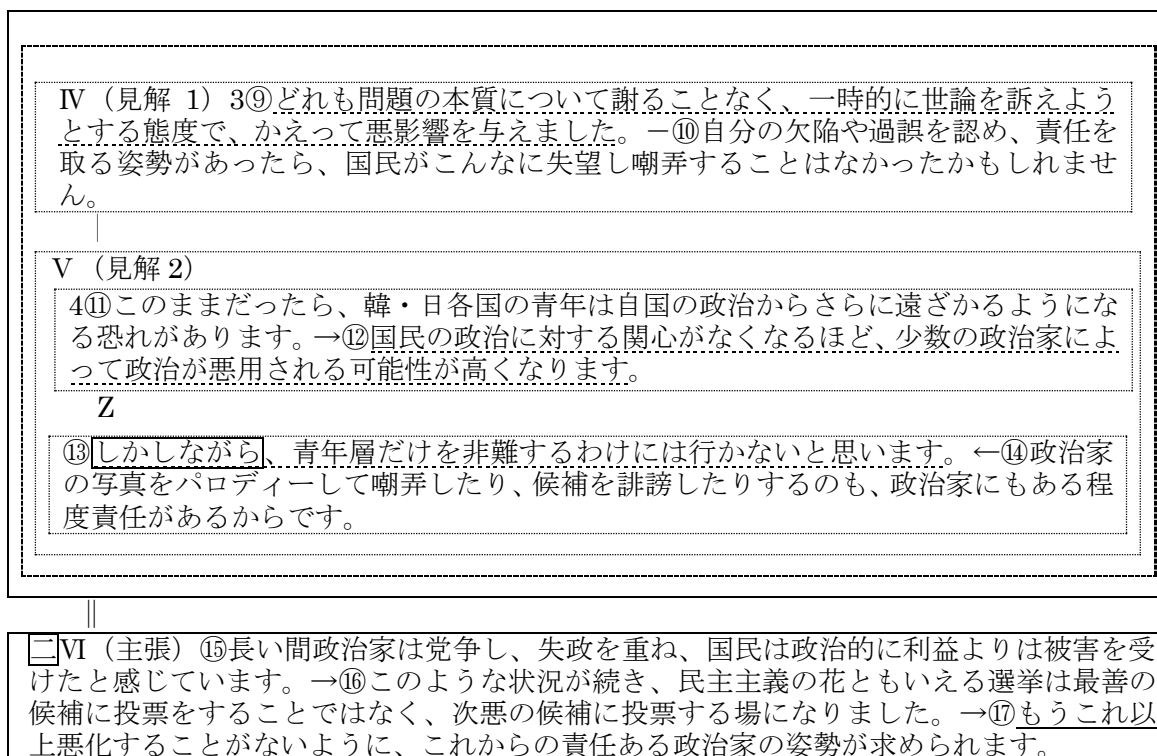 Ⅳ（見解 1）3⑨どれも問題の本質について謝ることなく、一時的に世論を訴えよう
とする態度で、かえって悪影響を与えました。－⑩自分の欠陥や過誤を認め、責任を
取る姿勢があったら、国民がこんなに失望し嘲弄することはなかったかもしれませ
ん。
｜
Ⅴ（見解 2）
4⑪このままだったら、韓・日各国の青年は自国の政治からさらに遠ざかるようにな
る恐れがあります。→⑫国民の政治に対する関心がなくなるほど、少数の政治家によ
って政治が悪用される可能性が高くなります。
Z
⑬しかしながら、青年層だけを非難するわけには行かないと思います。←⑭政治家
の写真をパロディーして嘲弄したり、候補を誹謗したりするのも、政治家にもある程
度責任があるからです。
||
二Ⅵ（主張）⑮長い間政治家は党争し、失政を重ね、国民は政治的に利益よりは被害を受
けたと感じています。→⑯このような状況が続き、民主主義の花ともいえる選挙は最善の
候補に投票をすることではなく、次悪の候補に投票する場になりました。→⑰もうこれ以
上悪化することがないように、これからの責任ある政治家の姿勢が求められます。